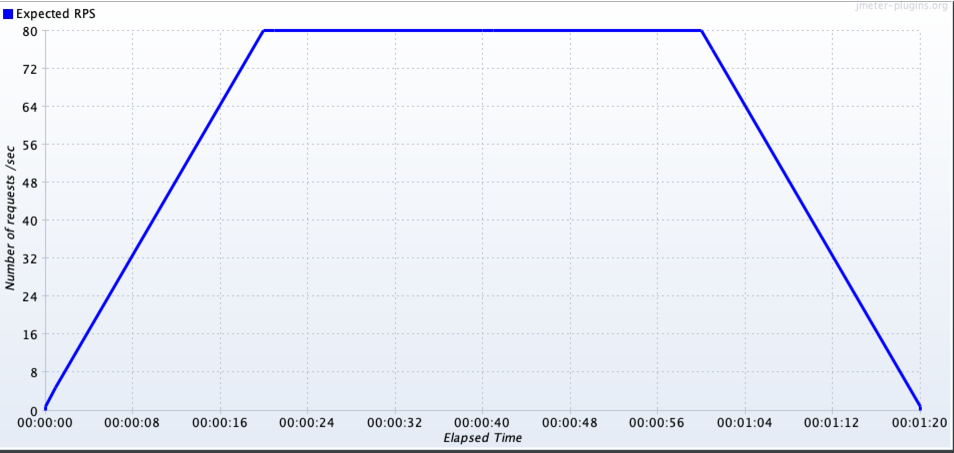 jmeter-plugins.org
Expected RPS
Number of requests /sec
80
72
64
56
48
40
32
24
16
8
0
00:00:00 00:00:08 00:00:16 00:00:24 00:00:32 00:00:40 00:00:48 00:00:56 00:01:04 00:01:12 00:01:20
Elapsed Time